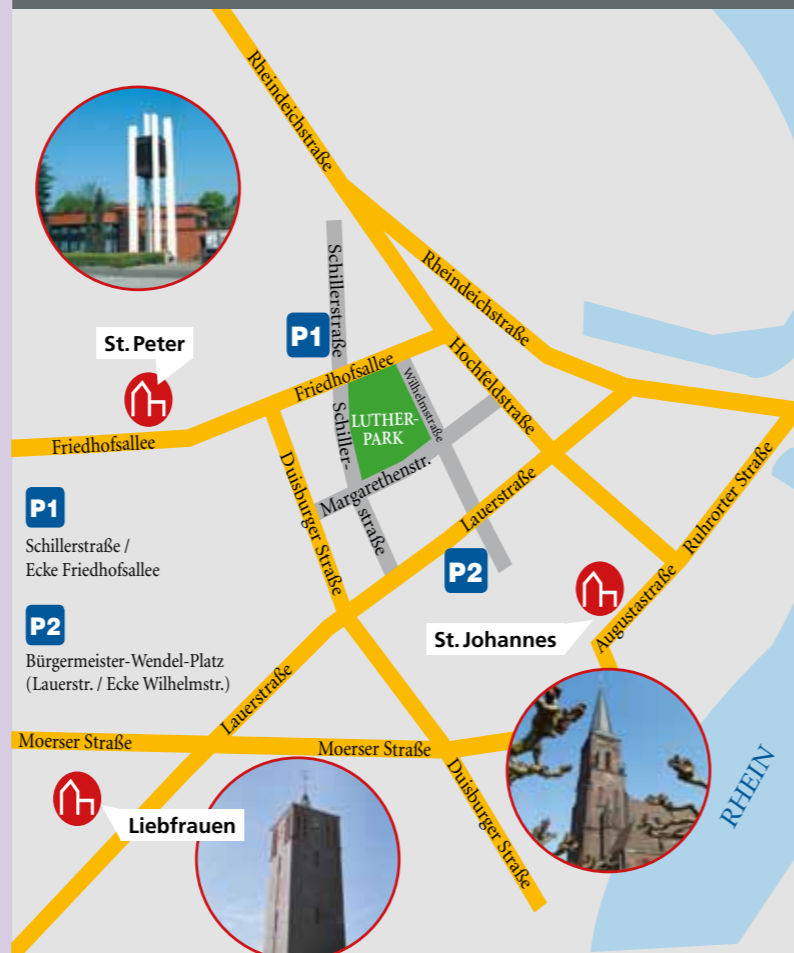 Rheindeichstraße
Rheindeichstraße
Schillerstraße
P1
St. Peter
Friedhofsallee
Hochfeldstraße
Wilhelmstraße
LUTHER-
PARK
Schiller-
straße
Friedhofsallee
Margarethenstr.
Duisburger Straße
Lauerstraße
Ruhrorter Straße
P1
Schillerstraße /
Ecke Friedhofsallee
P2
Augustastraße
St. Johannes
P2
Bürgermeister-Wendel-Platz
(Lauerstr. / Ecke Wilhelmstr.)
Lauerstraße
Moerser Straße
Moerser Straße
Duisburger Straße
RHEIN
Liebfrauen